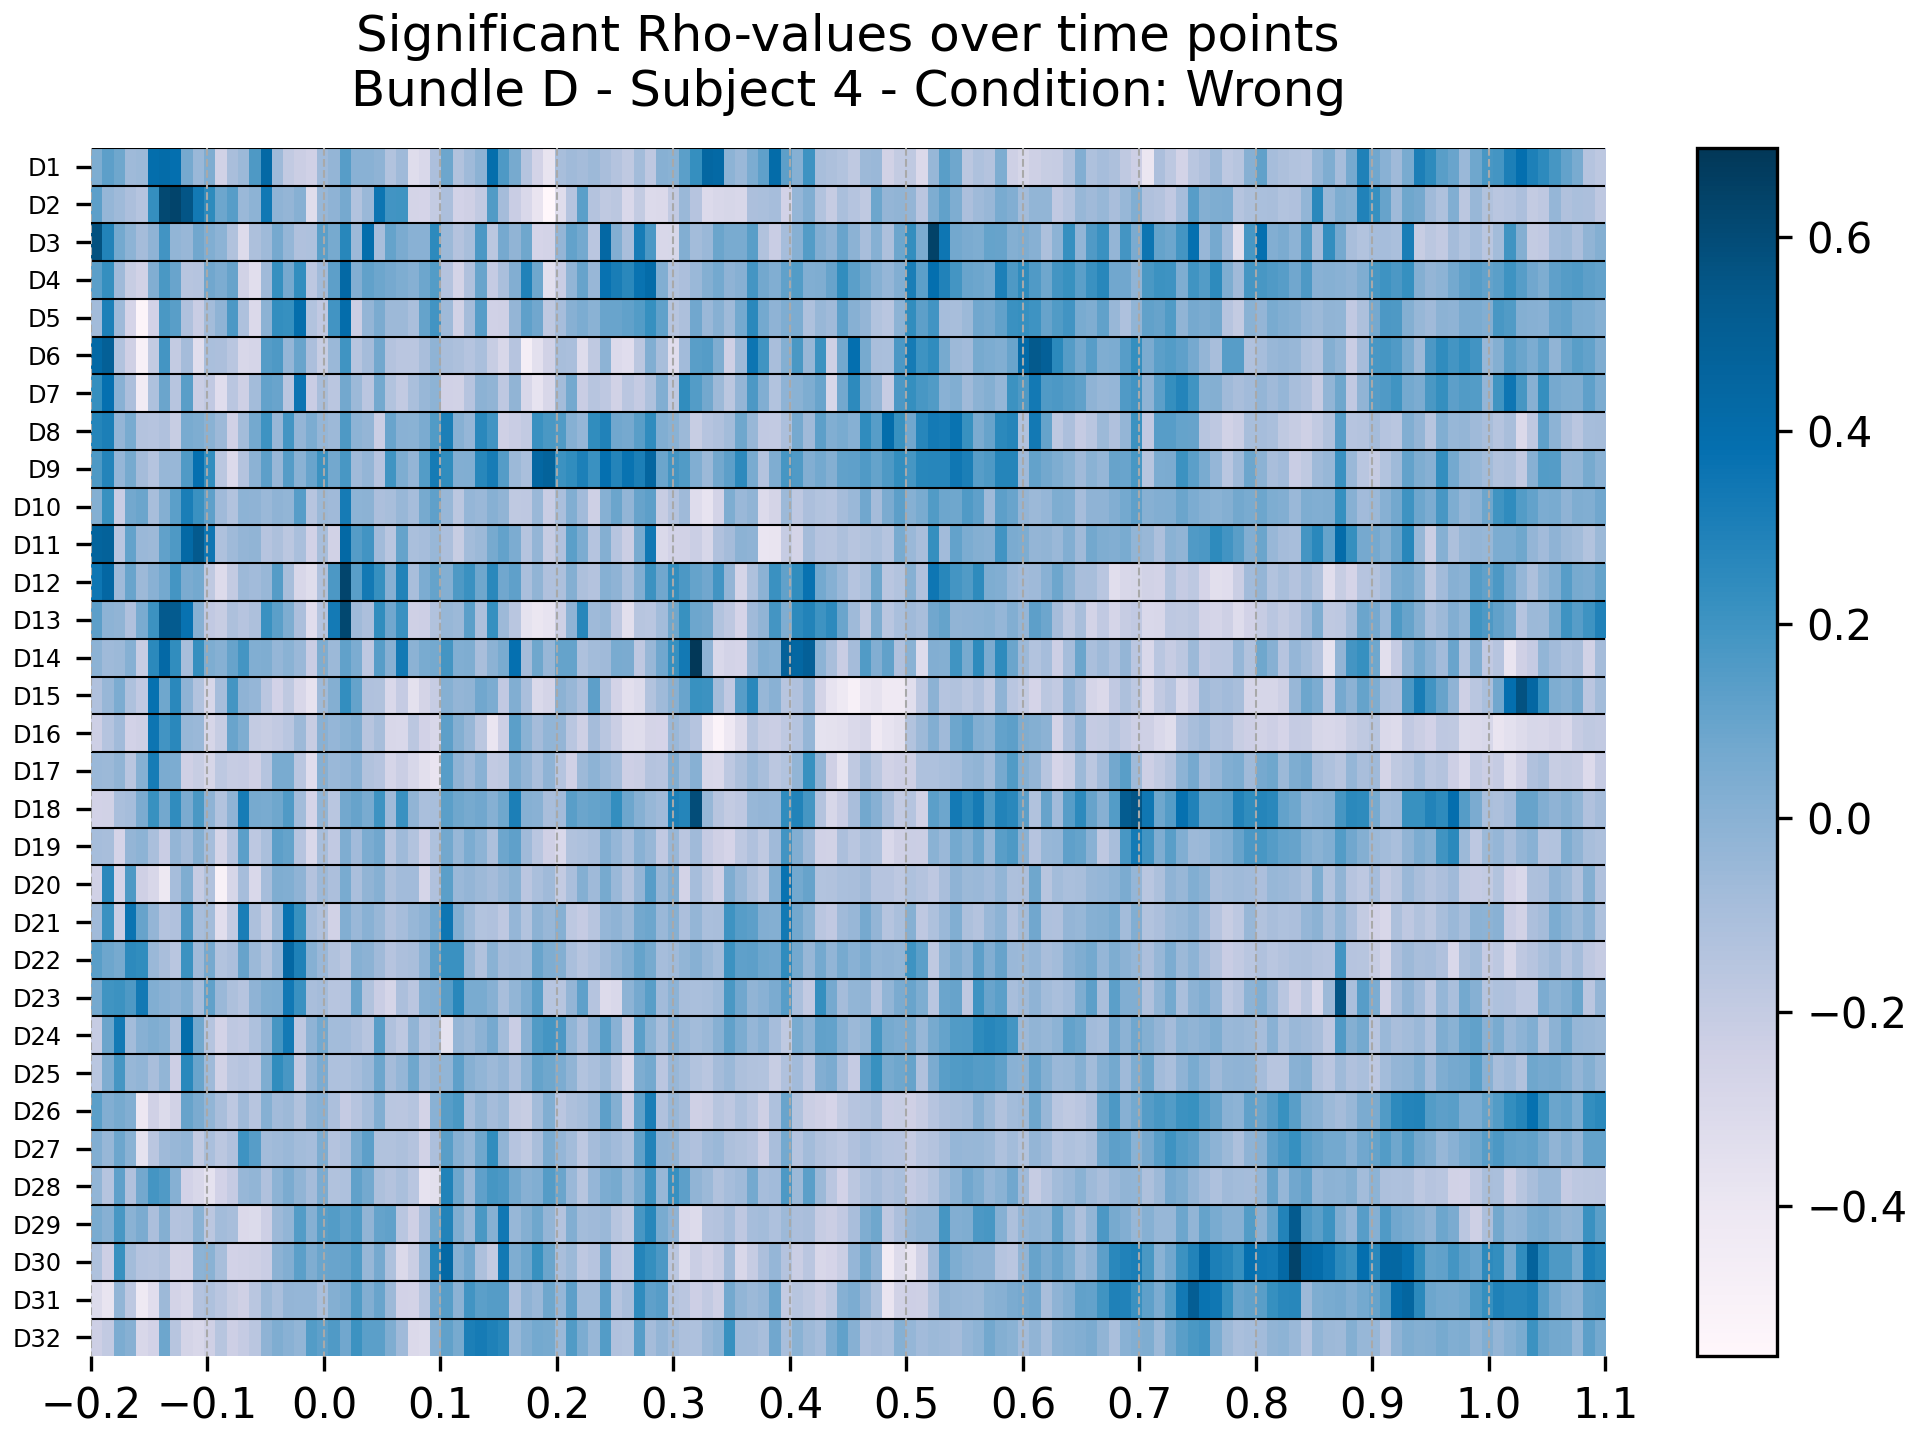 Significant Rho-values over time points
Bundle D - Subject 4 - Condition: Wrong
D1
D2
D3
D4
D5
D6
D7
D8
D9
D10
D11
D12
D13
D14
D15
D16
D17
D18
D19
D20
D21
D22
D23
D24
D25
D26
D27
D28
D29
D30
D31
D32
−0.2 −0.1 0.0 0.1 0.2 0.3 0.4 0.5 0.6 0.7 0.8 0.9 1.0 1.1
0.6
0.4
0.2
0.0
−0.2
−0.4